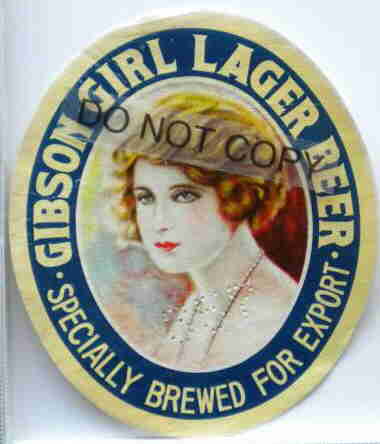 GIBSON GIRL LAGER BEER
DO NOT COPY
· SPECIALLY BREWED FOR EXPORT ·